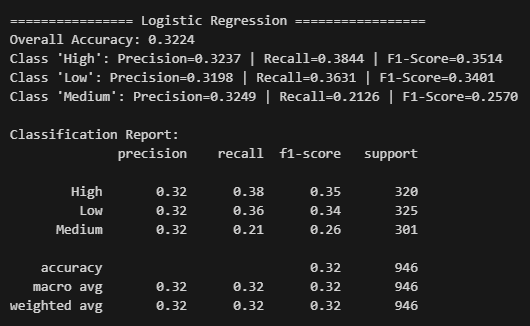 ================ Logistic Regression =================
Overall Accuracy: 0.3224
Class 'High': Precision=0.3237 | Recall=0.3844 | F1-Score=0.3514
Class 'Low': Precision=0.3198 | Recall=0.3631 | F1-Score=0.3401
Class 'Medium': Precision=0.3249 | Recall=0.2126 | F1-Score=0.2570
Classification Report:
precision recall f1-score support
High 0.32 0.38 0.35 320
Low 0.32 0.36 0.34 325
Medium 0.32 0.21 0.26 301
accuracy 0.32 946
macro avg 0.32 0.32 0.32 946
weighted avg 0.32 0.32 0.32 946